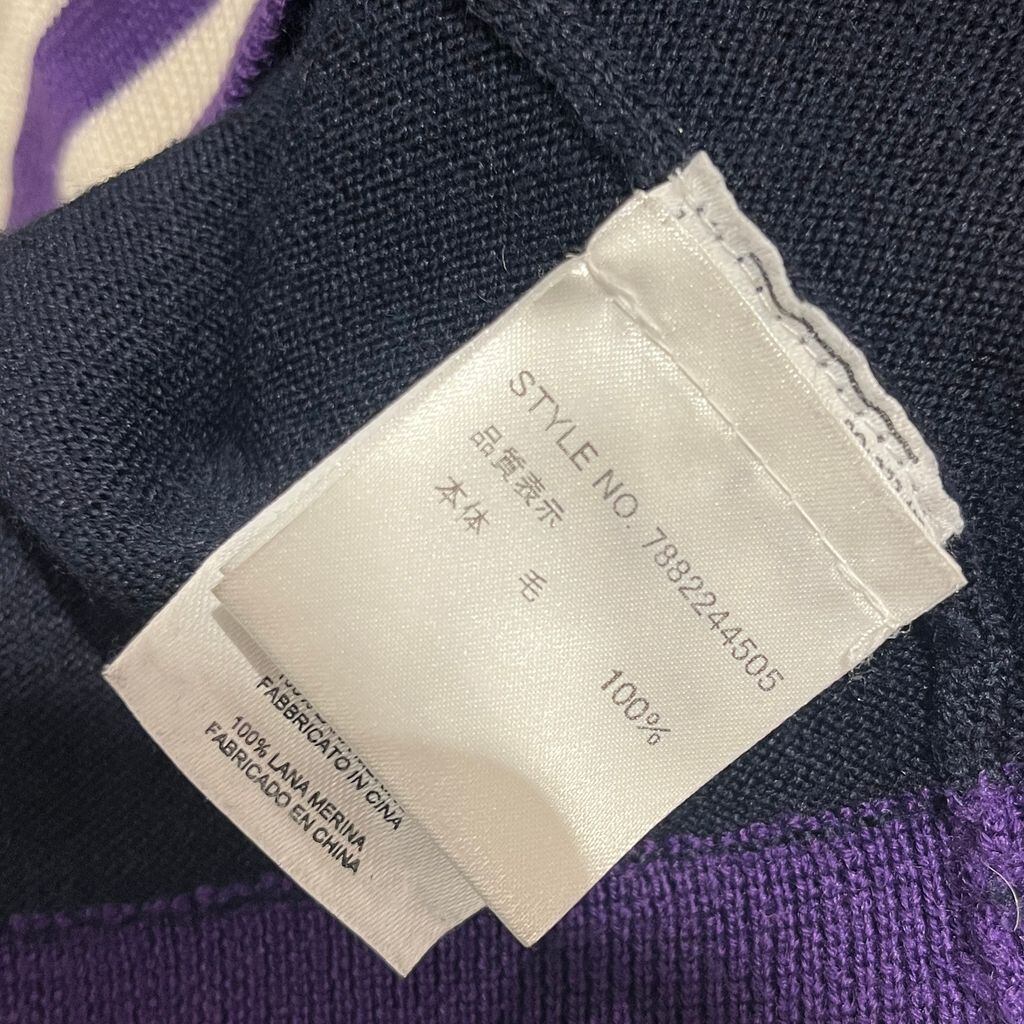 STYLE NO. 7882244505
品質表示
本体
毛 100%
FABBRICATO IN CINA
100% LANA MERINA
FABRICADO EN CHINA